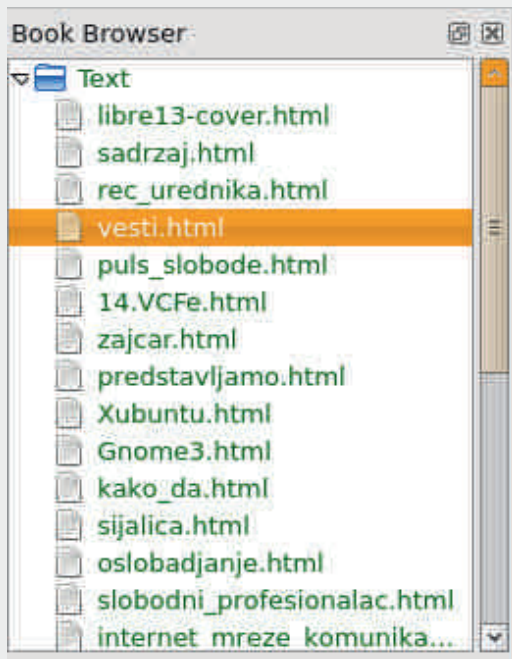 Book Browser
Text
libre13-cover.html
sadrzaj.html
rec_urednika.html
vesti.html
puls_slobode.html
14.VCFe.html
zajcar.html
predstavljamo.html
Xubuntu.html
Gnome3.html
kako_da.html
sijalica.html
oslobadjanje.html
slobodni_profesionalac.html
internet_mreze_komunika...